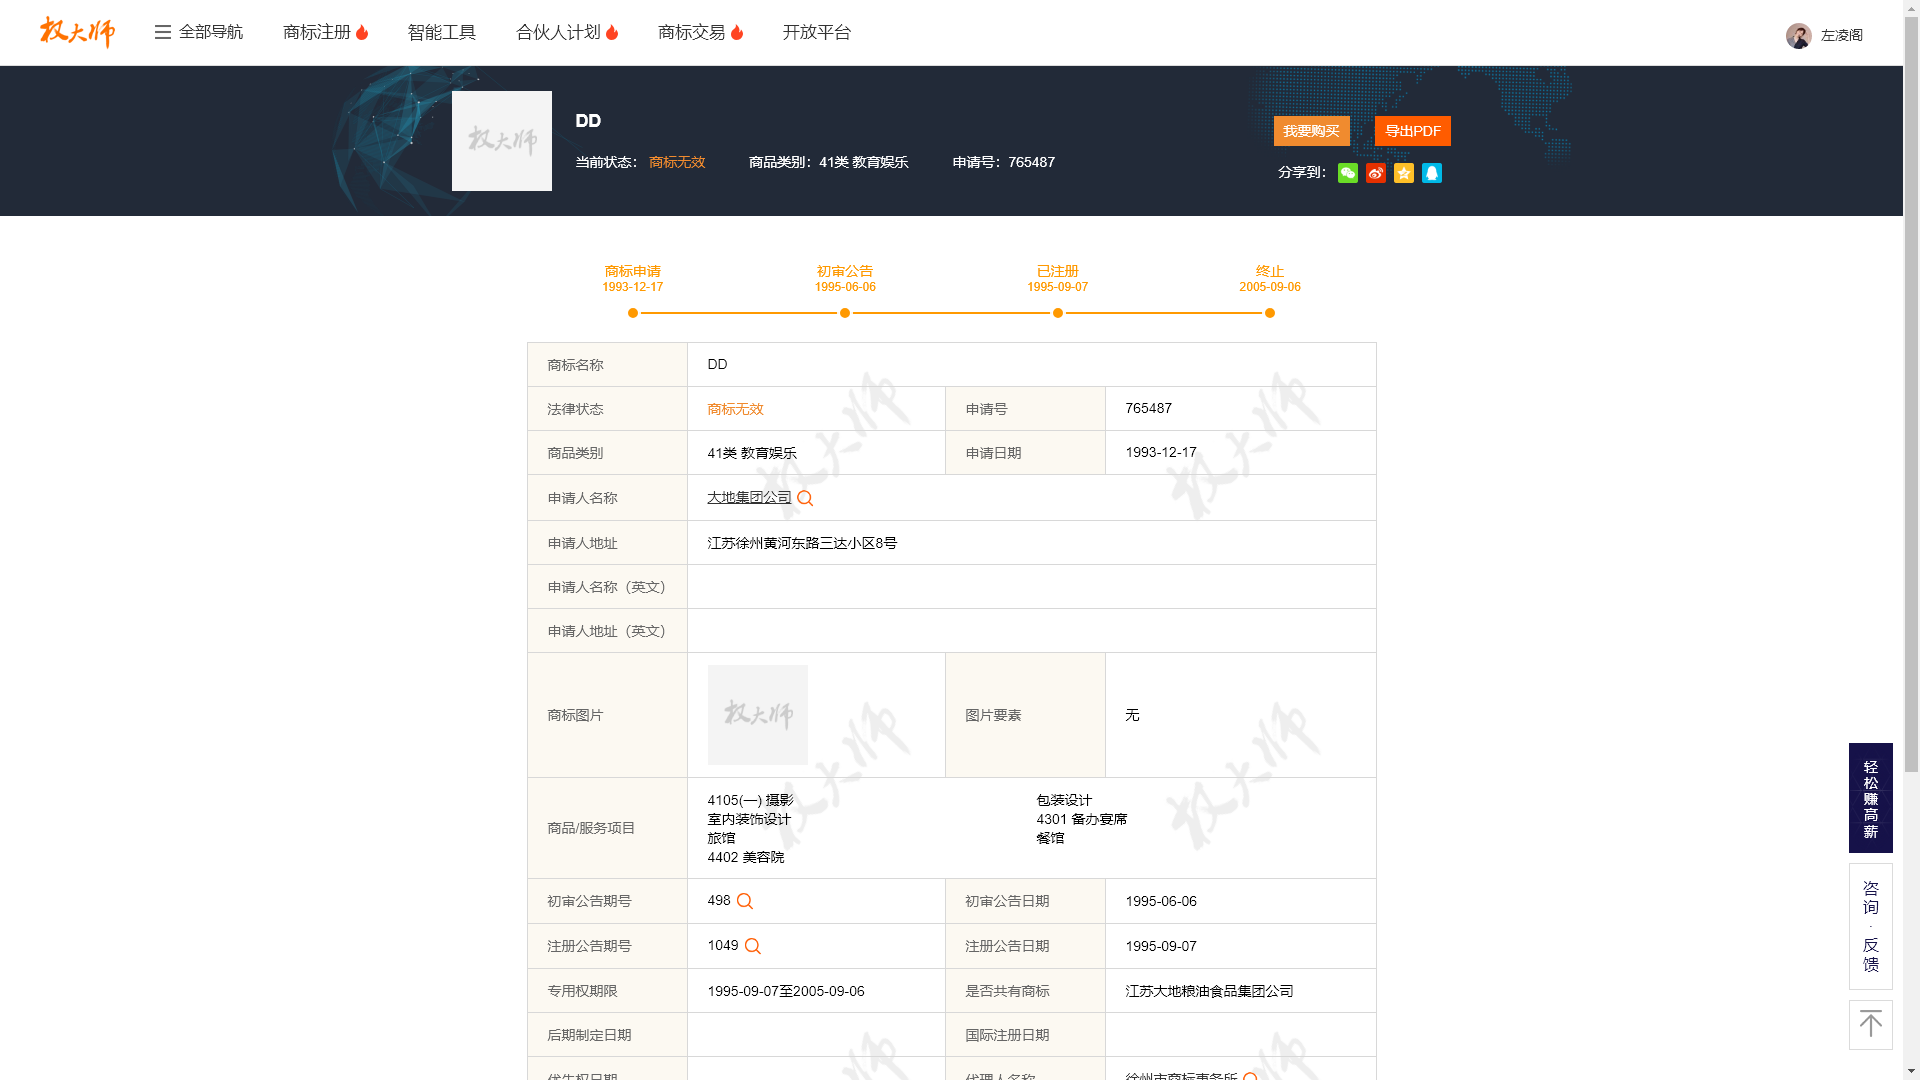 权大师
全部导航 商标注册 智能工具 合伙人计划 商标交易 开放平台
左凌阁
权大师
DD
当前状态： 商标无效 商品类别：41类 教育娱乐 申请号：765487
我要购买 导出PDF
分享到：
商标申请 初审公告 已注册 终止
1993-12-17 1995-06-06 1995-09-07 2005-09-06
商标名称 DD
法律状态 商标无效 申请号 765487
商品类别 41类 教育娱乐 申请日期 1993-12-17
申请人名称 大地集团公司
申请人地址 江苏徐州黄河东路三达小区8号
申请人名称（英文）
申请人地址（英文）
商标图片 权大师 图片要素 无
商品/服务项目
4105(一) 摄影 包装设计
室内装饰设计 4301 备办宴席
旅馆 餐馆
4402 美容院
初审公告期号 498 初审公告日期 1995-06-06
注册公告期号 1049 注册公告日期 1995-09-07
专用权期限 1995-09-07至2005-09-06 是否共有商标 江苏大地粮油食品集团公司
后期制定日期 国际注册日期
优先权日期 代理人名称 徐州市商标事务所
权大师
权大师
权大师
权大师
轻松赚高薪
咨询·反馈